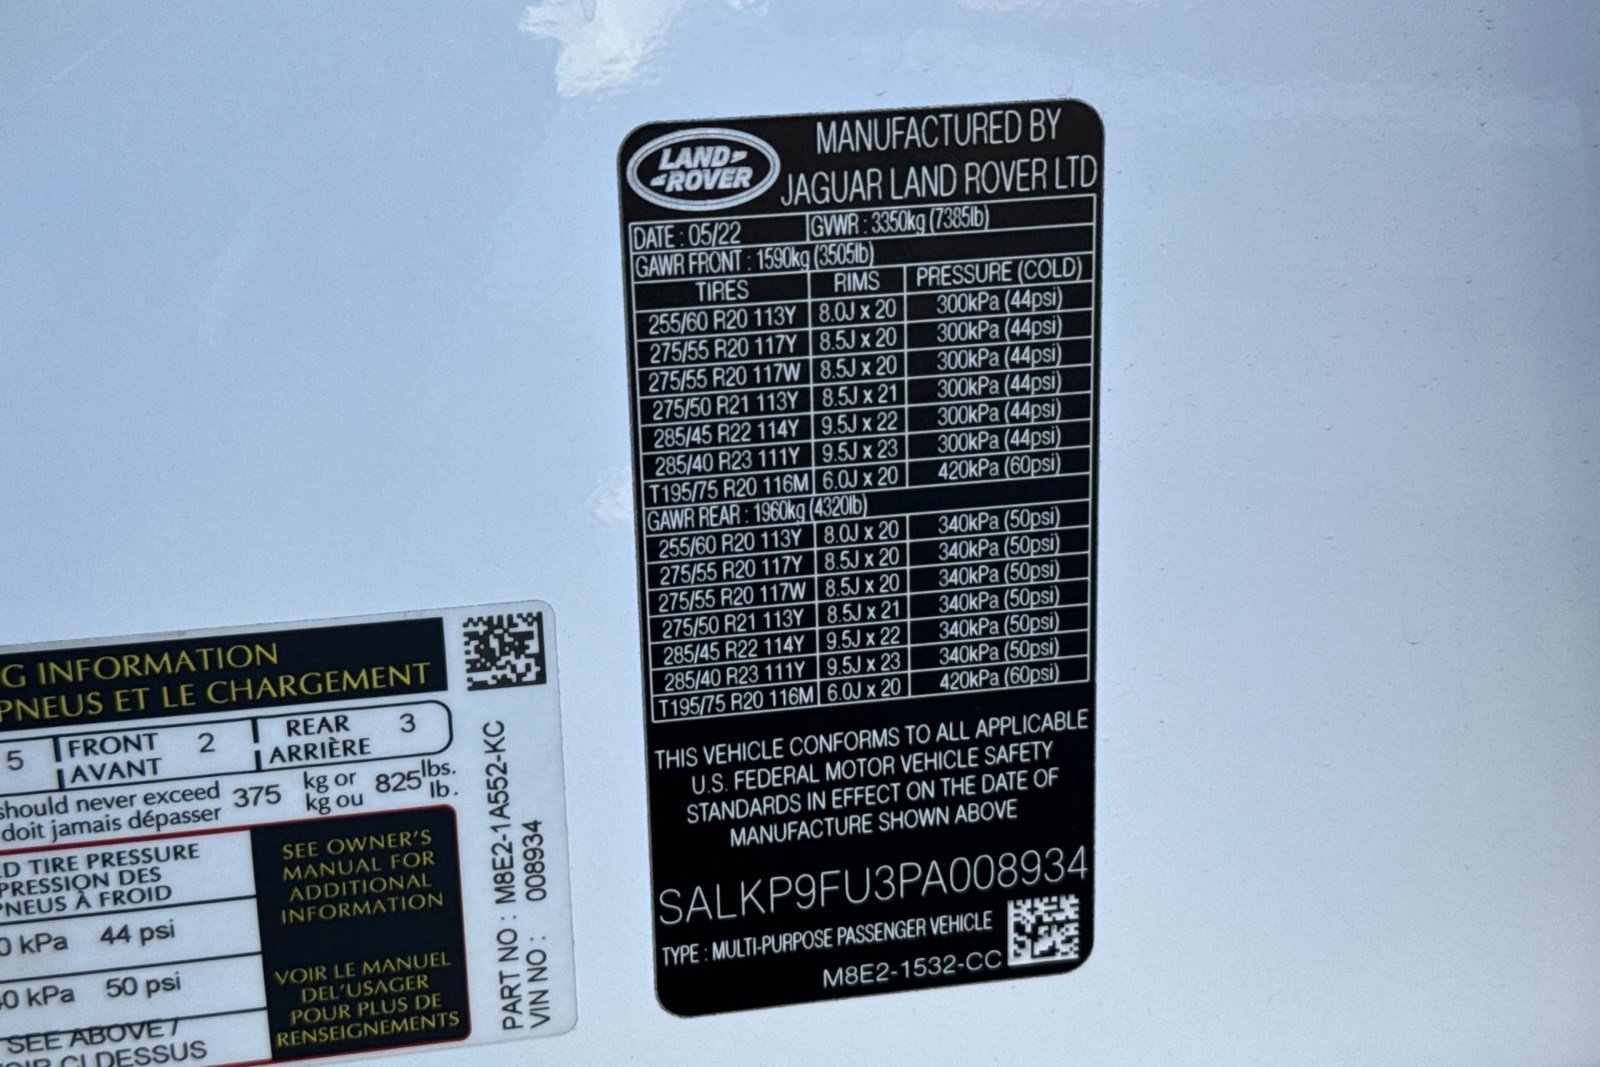 LAND
ROVER
MANUFACTURED BY
JAGUAR LAND ROVER LTD
DATE : 05/22 GVWR : 3350kg (7385lb)
GAWR FRONT : 1590kg (3505lb)
TIRES RIMS PRESSURE (COLD)
255/60 R20 113Y 8.0J x 20 300kPa (44psi)
275/55 R20 117Y 8.5J x 20 300kPa (44psi)
275/55 R20 117W 8.5J x 20 300kPa (44psi)
275/50 R21 113Y 8.5J x 21 300kPa (44psi)
285/45 R22 114Y 9.5J x 22 300kPa (44psi)
285/40 R23 111Y 9.5J x 23 300kPa (44psi)
T195/75 R20 116M 6.0J x 20 420kPa (60psi)
GAWR REAR : 1960kg (4320lb)
255/60 R20 113Y 8.0J x 20 340kPa (50psi)
275/55 R20 117Y 8.5J x 20 340kPa (50psi)
275/55 R20 117W 8.5J x 20 340kPa (50psi)
275/50 R21 113Y 8.5J x 21 340kPa (50psi)
285/45 R22 114Y 9.5J x 22 340kPa (50psi)
285/40 R23 111Y 9.5J x 23 340kPa (50psi)
T195/75 R20 116M 6.0J x 20 420kPa (60psi)
THIS VEHICLE CONFORMS TO ALL APPLICABLE
U.S. FEDERAL MOTOR VEHICLE SAFETY
STANDARDS IN EFFECT ON THE DATE OF
MANUFACTURE SHOWN ABOVE
SALKP9FU3PA008934
TYPE : MULTI-PURPOSE PASSENGER VEHICLE
M8E2-1532-CC
G INFORMATION
PNEUS ET LE CHARGEMENT
5 FRONT 2 REAR 3
AVANT ARRIÈRE
should never exceed 375 kg or 825 lbs.
doit jamais dépasser kg ou lb.
D TIRE PRESSURE
PRESSION DES
PNEUS À FROID
0 kPa 44 psi
40 kPa 50 psi
SEE ABOVE /
VOIR CI DESSUS
SEE OWNER'S
MANUAL FOR
ADDITIONAL
INFORMATION
VOIR LE MANUEL
DEL'USAGER
POUR PLUS DE
RENSEIGNEMENTS
PART NO : M8E2-1A552-KC
VIN NO : 008934